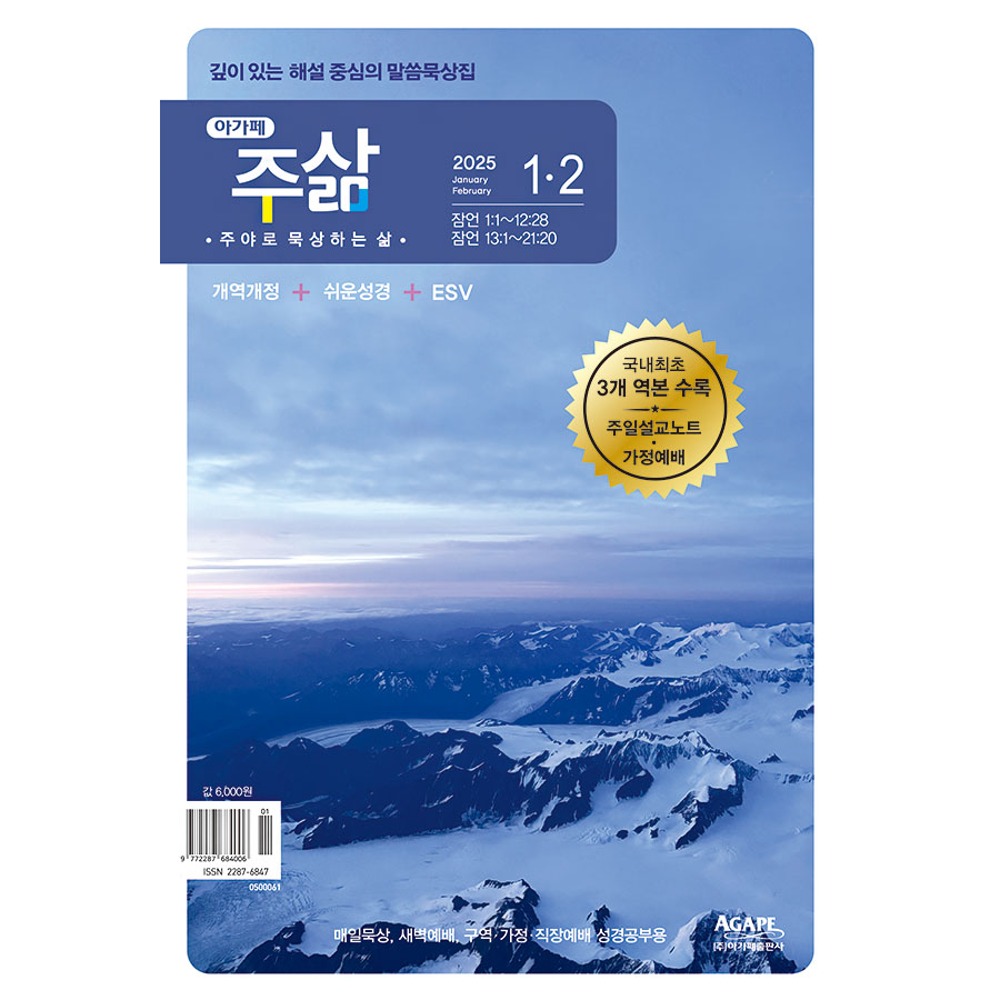 깊이 있는 해설 중심의 말씀묵상집
아가페
주삶
• 주야로 묵상하는 삶 •
2025
January
February
1·2
잠언 1:1~12:28
잠언 13:1~21:20
개역개정 + 쉬운성경 + ESV
국내최초
3개 역본 수록
주일설교노트
·
가정예배
값 6,000원
01
9 772287 684006
ISSN 2287-6847
0500061
매일묵상, 새벽예배, 구역·가정·직장예배 성경공부용
AGAPE
(주)아가페출판사